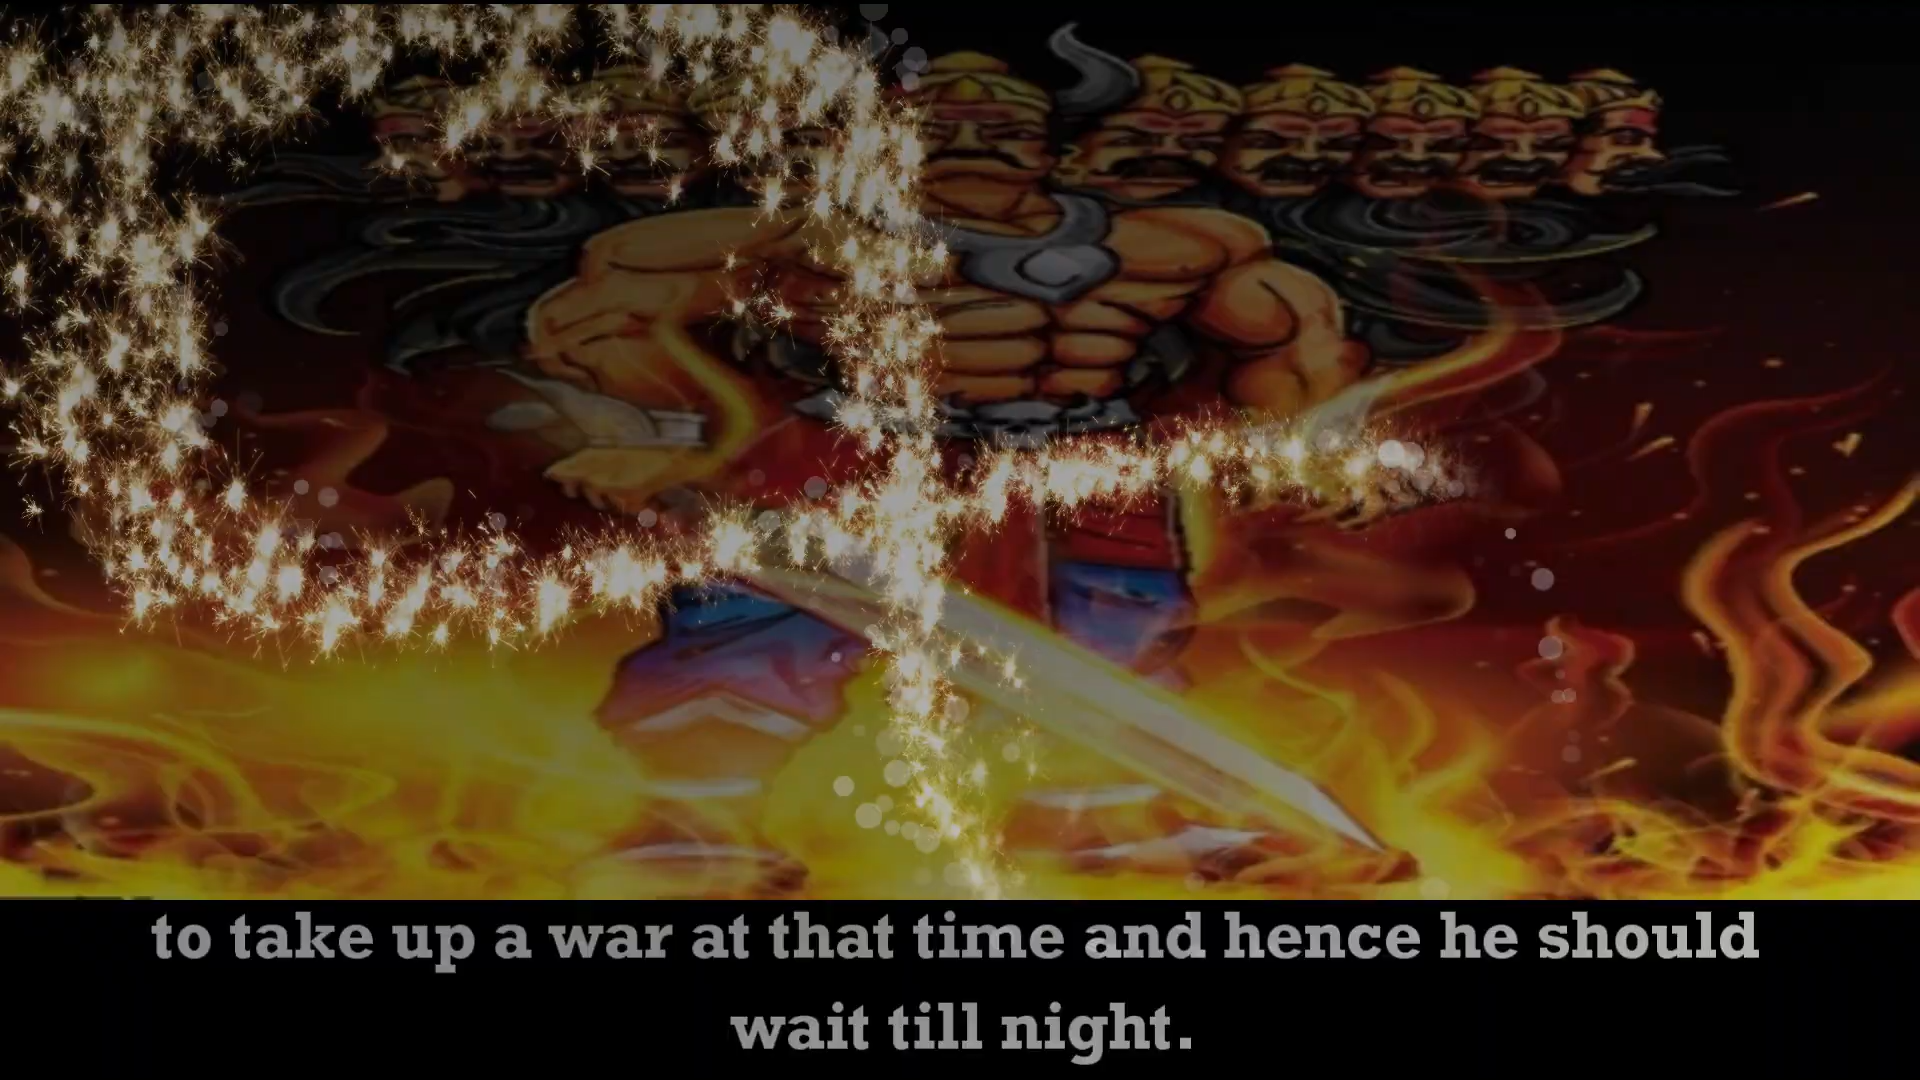 to take up a war at that time and hence he should
wait till night.